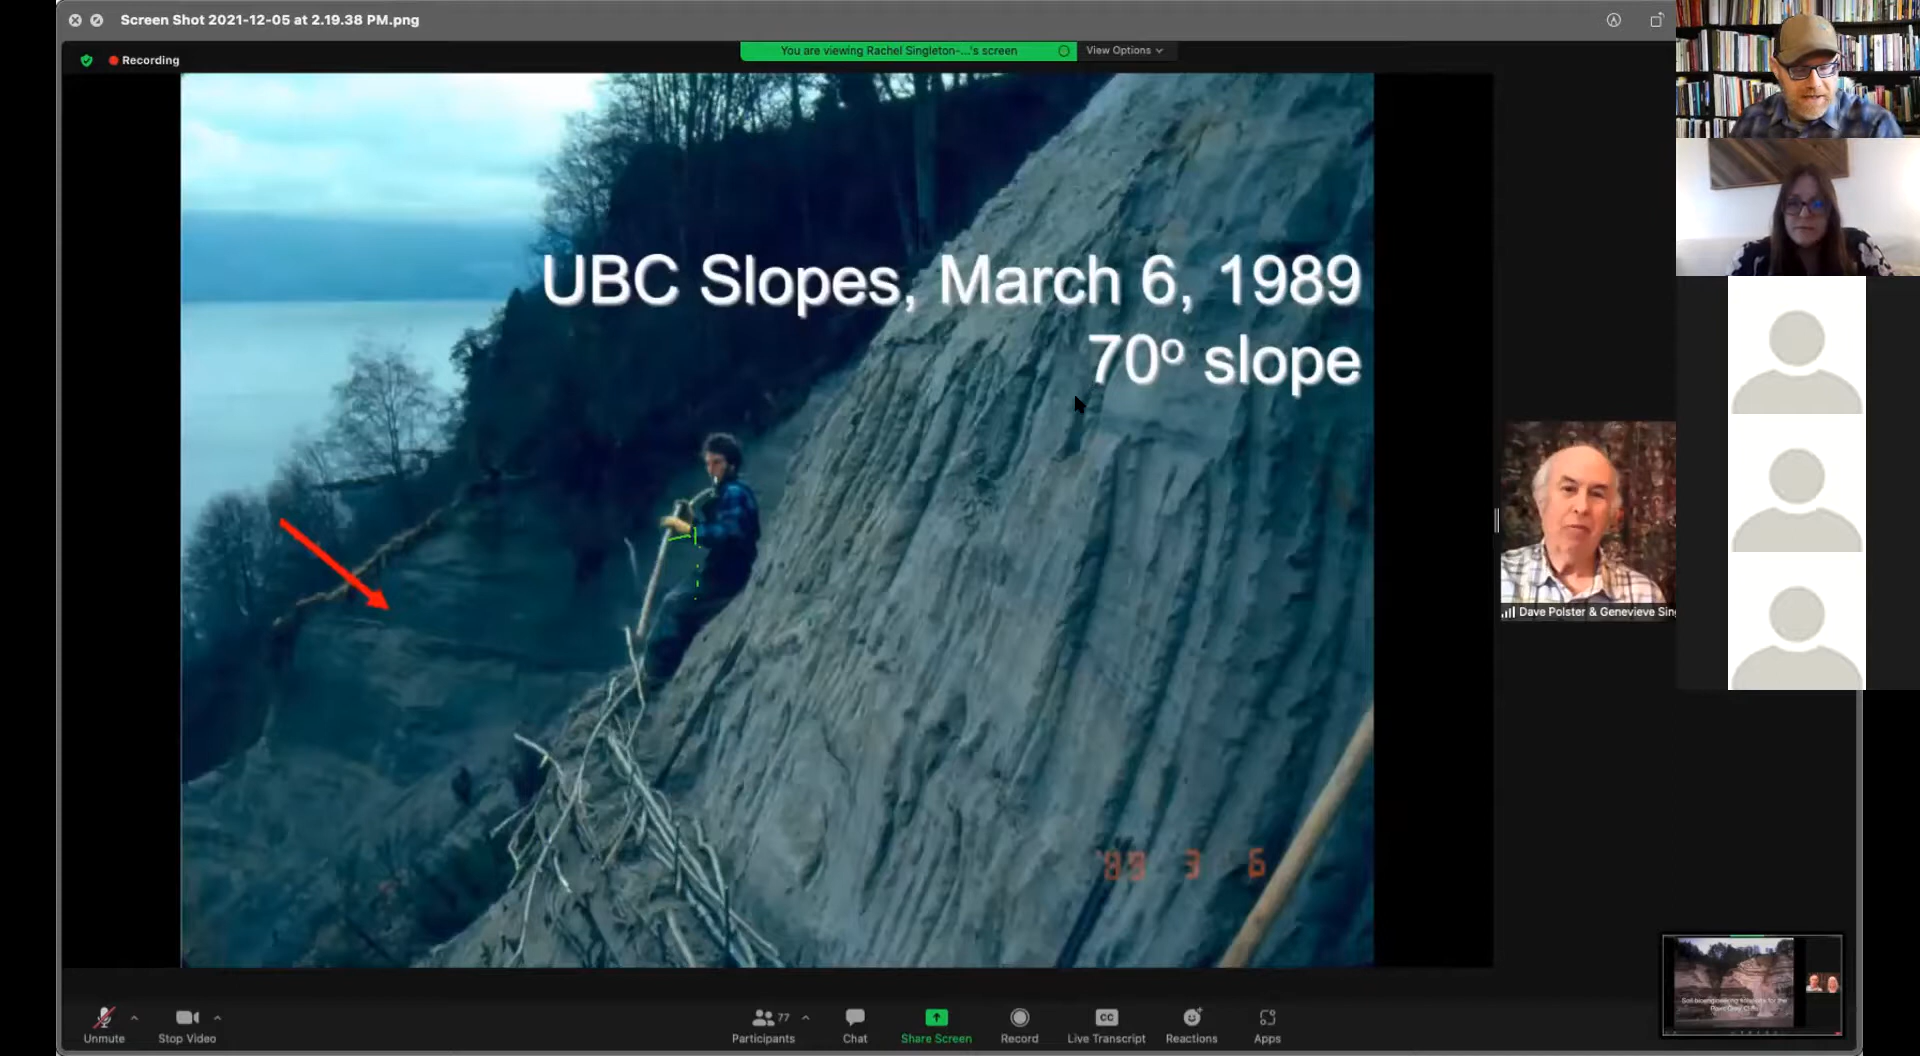 Screen Shot 2021-12-05 at 2.19.38 PM.png
Recording
You are viewing Rachel Singleton-...'s screen
View Options
UBC Slopes, March 6, 1989
70º slope
'89 3 6
Dave Polster & Genevieve Sin
Unmute
Stop Video
77
Participants
Chat
Share Screen
Record
CC
Live Transcript
Reactions
Apps